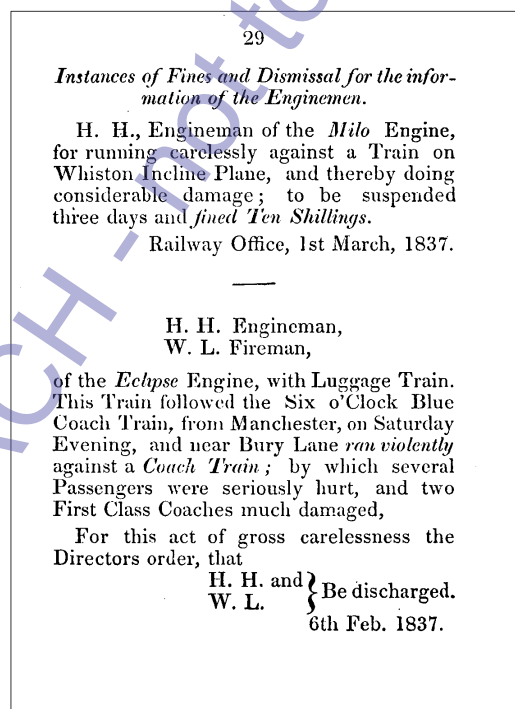 29
Instances of Fines and Dismissal for the infor-
mation of the Enginemen.
H. H., Engineman of the Milo Engine,
for running carelessly against a Train on
Whiston Incline Plane, and thereby doing
considerable damage; to be suspended
three days and fined Ten Shillings.
Railway Office, 1st March, 1837.
H. H. Engineman,
W. L. Fireman,
of the Eclipse Engine, with Luggage Train.
This Train followed the Six o'Clock Blue
Coach Train, from Manchester, on Saturday
Evening, and near Bury Lane ran violently
against a Coach Train; by which several
Passengers were seriously hurt, and two
First Class Coaches much damaged,
For this act of gross carelessness the
Directors order, that
H. H. and
W. L. } Be discharged.
6th Feb. 1837.